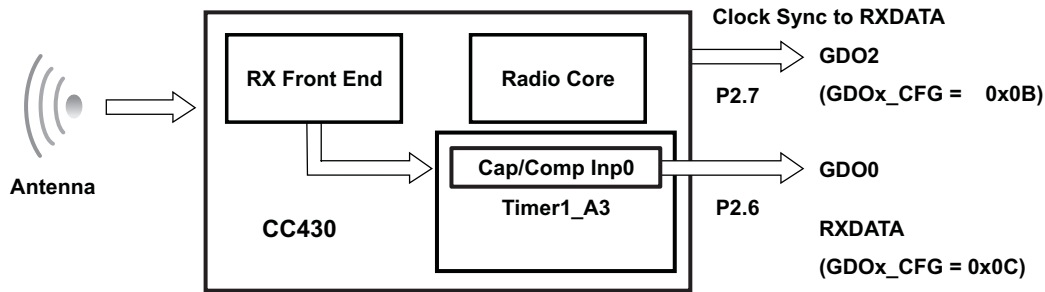 Clock Sync to RXDATA
RX Front End
Radio Core
GDO2
P2.7
(GDOx_CFG = 0x0B)
Antenna
Cap/Comp Inp0
GDO0
Timer1_A3
P2.6
CC430
RXDATA
(GDOx_CFG = 0x0C)